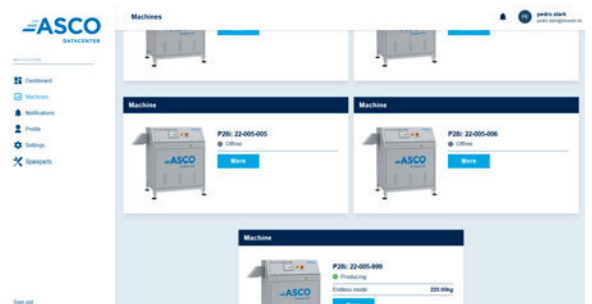 ASCO
DATACENTER
NAVIGATION
Dashboard
Machines
Notifications
Profile
Settings
Spareparts
Sign out
Machines
PE
pedro.stark
Machine
P28i: 22-005-005
Offline
More
ASCO
Machine
P28i: 22-005-006
Offline
More
ASCO
Machine
P28i: 22-005-999
Producing
Endless mode:
220.00kg
ASCO